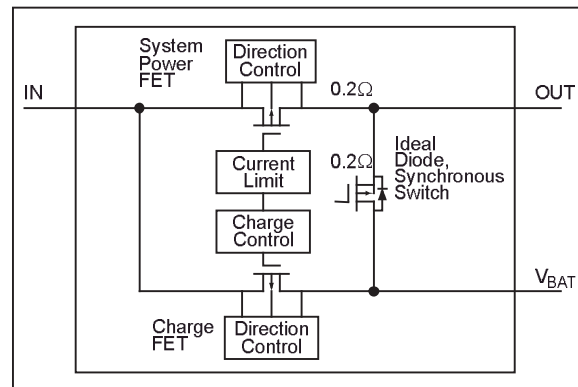 System
Power
FET
Direction
Control
0.2Ω
IN
OUT
Current
Limit
0.2Ω
Ideal
Diode,
Synchronous
Switch
Charge
Control
VBAT
Charge
FET
Direction
Control